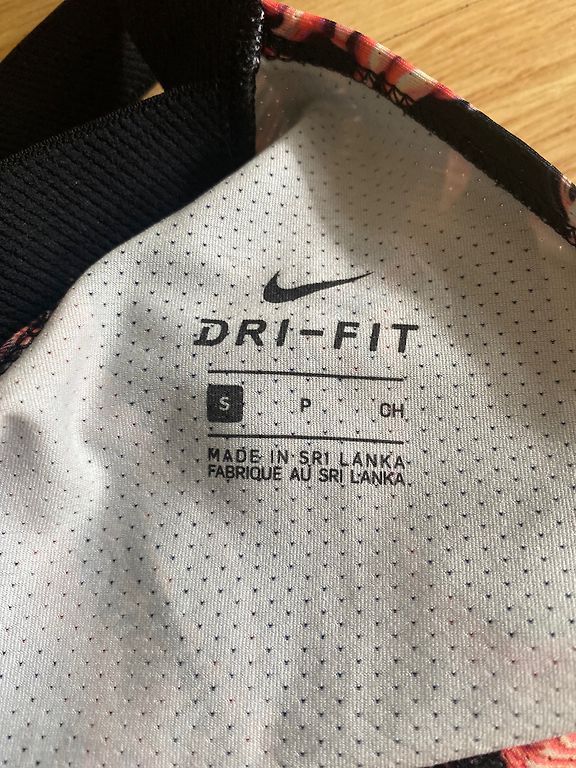 DRI-FIT
S P CH
MADE IN SRI LANKA
FABRIQUE AU SRI LANKA